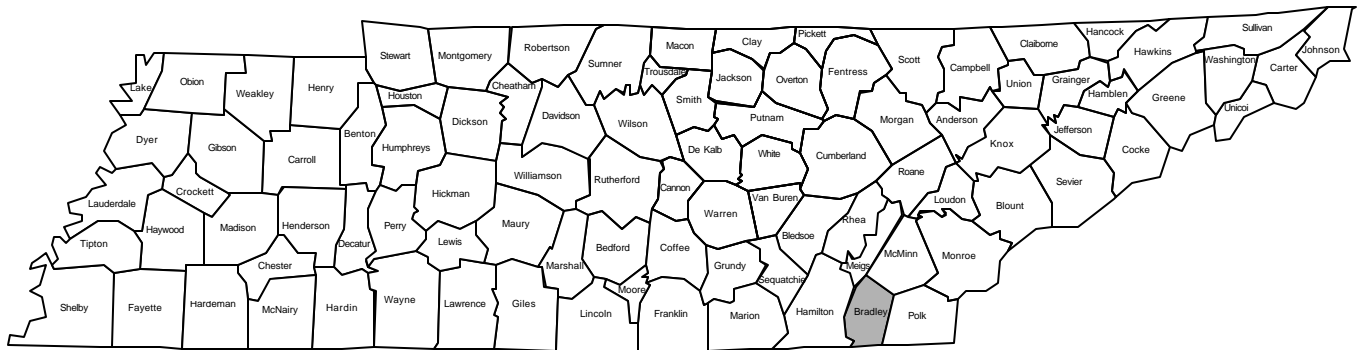 Stewart
Montgomery
Robertson
Sumner
Macon
Clay
Pickett
Scott
Claiborne
Hancock
Hawkins
Sullivan
Johnson
Lake
Obion
Weakley
Henry
Houston
Cheatham
Trousdale
Jackson
Overton
Fentress
Campbell
Union
Grainger
Hamblen
Washington
Carter
Greene
Unicoi
Dyer
Gibson
Carroll
Benton
Humphreys
Dickson
Davidson
Wilson
Smith
Putnam
Morgan
Anderson
Knox
Jefferson
Cocke
Lauderdale
Crockett
Hickman
Williamson
Rutherford
De Kalb
White
Cumberland
Cannon
Roane
Sevier
Tipton
Haywood
Madison
Henderson
Decatur
Perry
Lewis
Maury
Marshall
Bedford
Coffee
Warren
Van Buren
Bledsoe
Rhea
Loudon
Blount
Chester
Moore
Grundy
Sequatchie
Meigs
McMinn
Monroe
Shelby
Fayette
Hardeman
McNairy
Hardin
Wayne
Lawrence
Giles
Lincoln
Franklin
Marion
Hamilton
Bradley
Polk